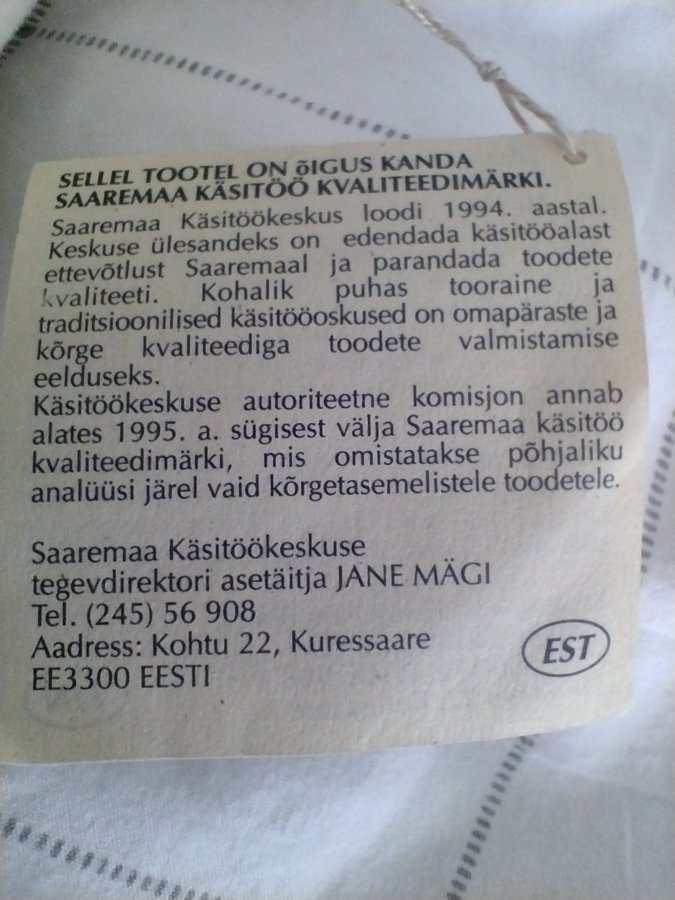 SELLEL TOOTEL ON õIGUS KANDA
SAAREMAA KÄSITÖÖ KVALITEEDIMÄRKI.
Saaremaa Käsitöökeskus loodi 1994. aastal.
Keskuse ülesandeks on edendada käsitööalast
ettevõtlust Saaremaal ja parandada toodete
kvaliteeti. Kohalik puhas tooraine ja
traditsioonilised käsitööoskused on omapäraste ja
kõrge kvaliteediga toodete valmistamise
eelduseks.
Käsitöökeskuse autoriteetne komisjon annab
alates 1995. a. sügisest välja Saaremaa käsitöö
kvaliteedimärki, mis omistatakse põhjaliku
analüüsi järel vaid kõrgetasemelistele toodetele.
Saaremaa Käsitöökeskuse
tegevdirektori asetäitja JANE MÄGI
Tel. (245) 56 908
Aadress: Kohtu 22, Kuressaare
EE3300 EESTI
EST